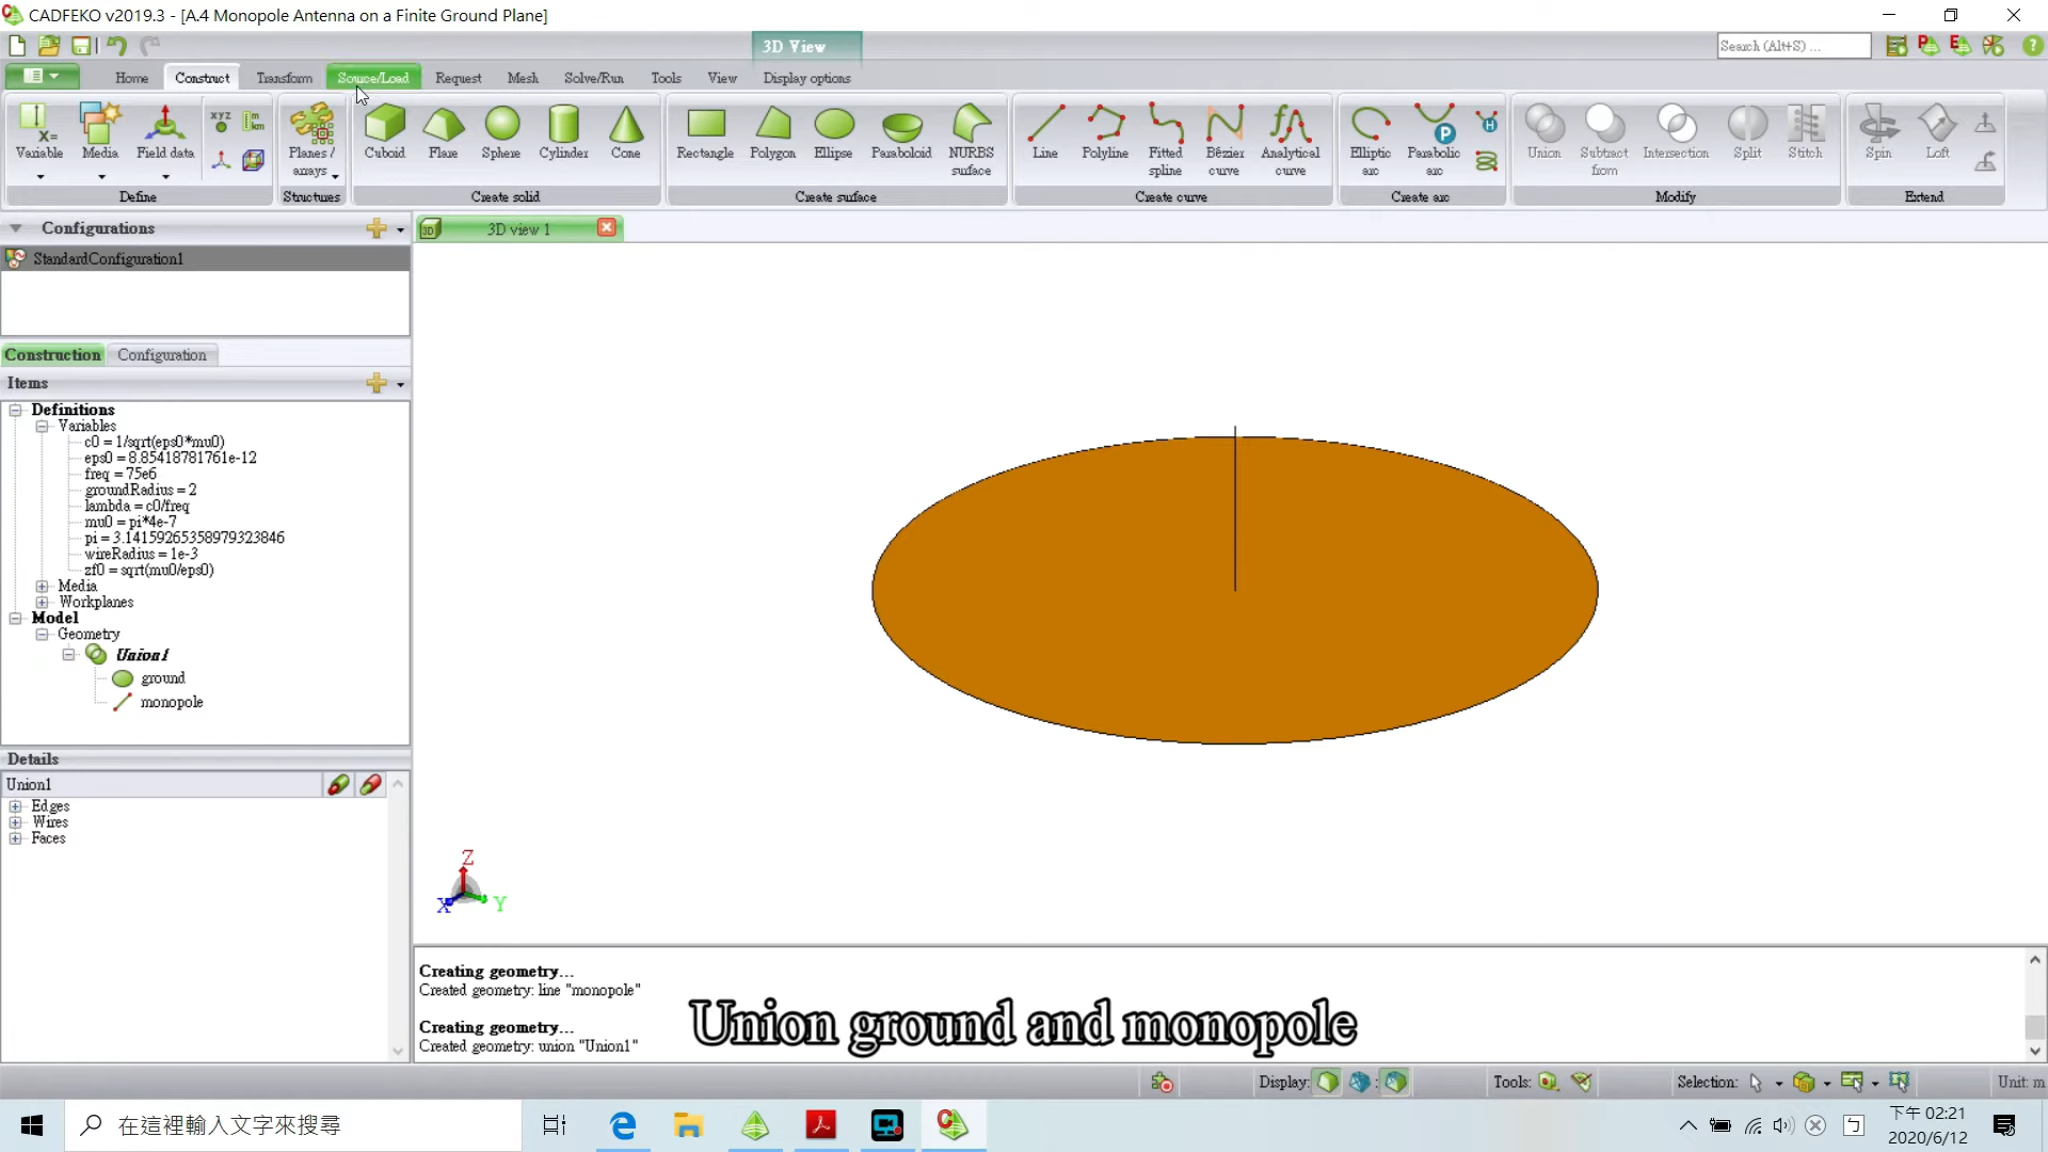 CADFEKO v2019.3 - [A.4 Monopole Antenna on a Finite Ground Plane]
3D View
Search (Alt+S) ...
Home Construct Transform Source/Load Request Mesh Solve/Run Tools View Display options
Variable Media Field data
Define
Planes / arrays
Structures
Cuboid Flare Sphere Cylinder Cone
Create solid
Rectangle Polygon Ellipse Paraboloid NURBS surface
Create surface
Line Polyline Fitted spline Bézier curve Analytical curve
Create curve
Elliptic arc Parabolic arc
Create arc
Union Subtract from Intersection Split Stitch
Modify
Spin Loft
Extend
Configurations
3D view 1
StandardConfiguration1
Construction Configuration
Items
Definitions
Variables
c0 = 1/sqrt(eps0*mu0)
eps0 = 8.85418781761e-12
freq = 75e6
groundRadius = 2
lambda = c0/freq
mu0 = pi*4e-7
pi = 3.14159265358979323846
wireRadius = 1e-3
zf0 = sqrt(mu0/eps0)
Media
Workplanes
Model
Geometry
Union1
ground
monopole
Details
Union1
Edges
Wires
Faces
Z
X Y
Creating geometry...
Created geometry: line "monopole"
Creating geometry...
Created geometry: union "Union1"
Union ground and monopole
Display: Tools: Selection: Unit: m
在這裡輸入文字來搜尋
下午 02:21
2020/6/12